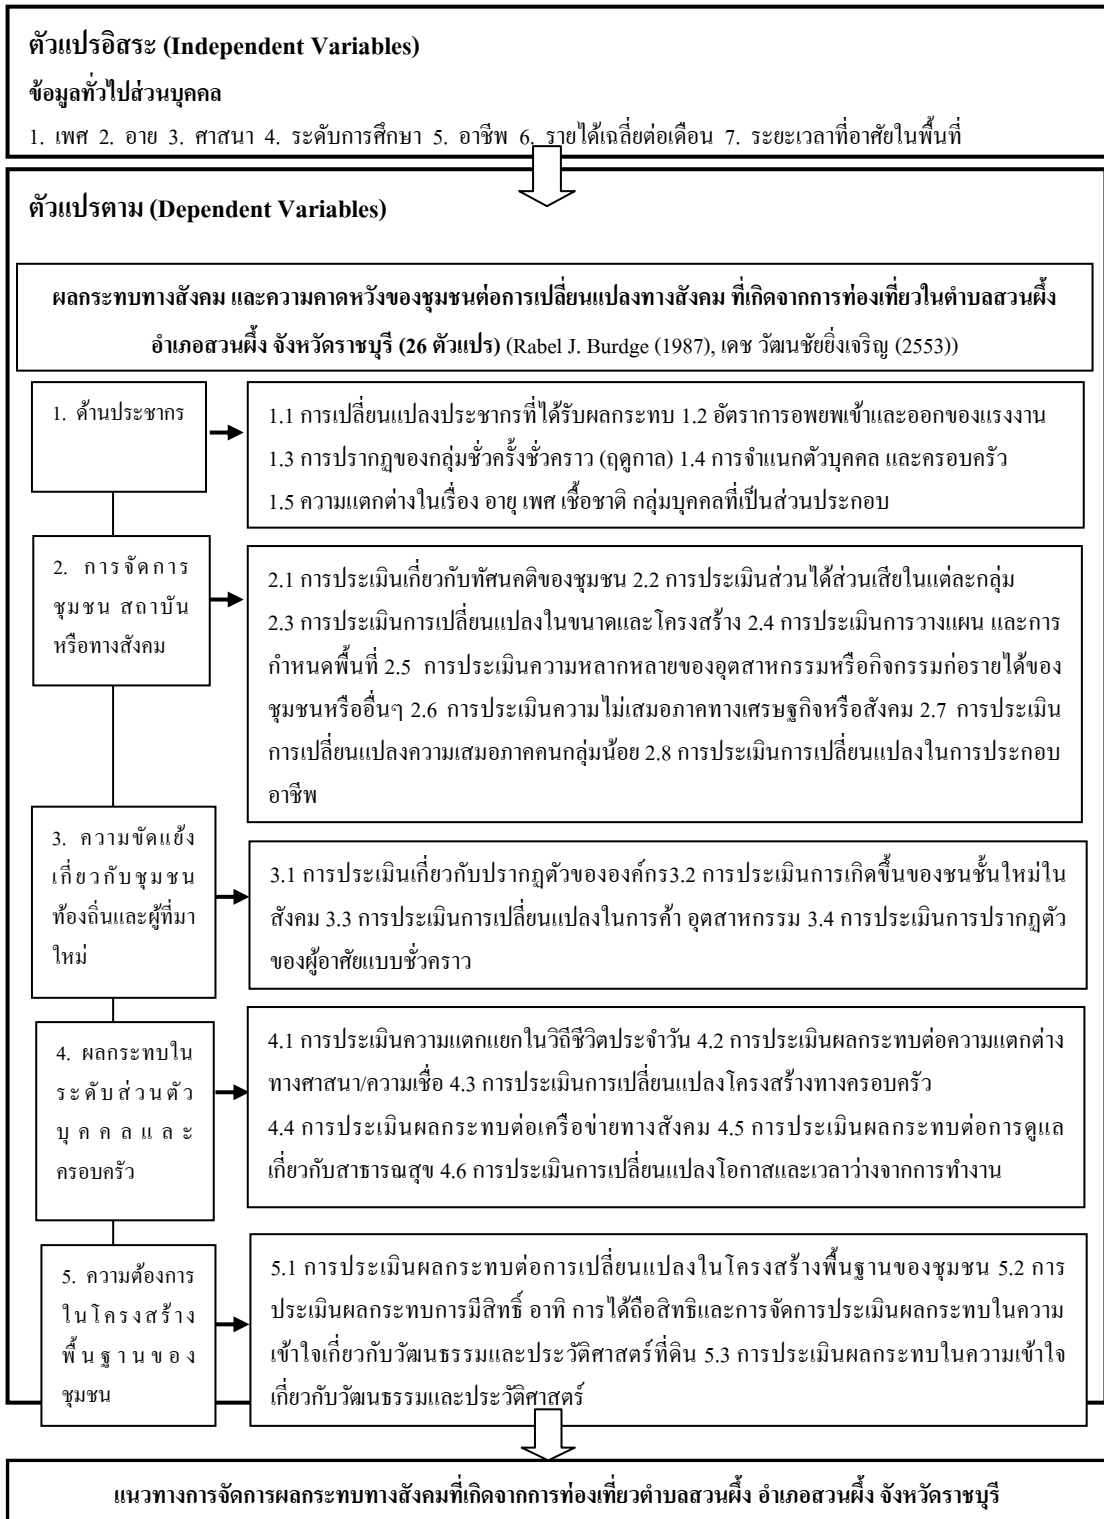 ตัวแปรอิสระ (Independent Variables)
ข้อมูลทั่วไปส่วนบุคคล
1. เพศ 2. อาย 3. ศาสนา 4. ระดับการศึกษา 5. อาชีพ 6. รายได้เฉลี่ยต่อเดือน 7. ระยะเวลาที่อาศัยในพื้นที่
ตัวแปรตาม (Dependent Variables)
ผลกระทบทางสังคม และความคาดหวังของชุมชนต่อการเปลี่ยนแปลงทางสังคม ที่เกิดจากการท่องเที่ยวในตำบลสวนผึ้ง
อำเภอสวนผึ้ง จังหวัดราชบุรี (26 ตัวแปร) (Rabel J. Burdge (1987), เดช วัฒนชัยยิ่งเจริญ (2553))
1. ด้านประชากร
1.1 การเปลี่ยนแปลงประชากรที่ได้รับผลกระทบ 1.2 อัตราการอพยพเข้าและออกของแรงงาน
1.3 การปรากฏของกลุ่มชั่วครั้งชั่วคราว (ฤดูกาล) 1.4 การจำแนกตัวบุคคล และครอบครัว
1.5 ความแตกต่างในเรื่อง อายุ เพศ เชื้อชาติ กลุ่มบุคคลที่เป็นส่วนประกอบ
2. การจัดการ
ชุมชน สถาบัน
หรือทางสังคม
2.1 การประเมินเกี่ยวกับทัศนคติของชุมชน 2.2 การประเมินส่วนได้ส่วนเสียในแต่ละกลุ่ม
2.3 การประเมินการเปลี่ยนแปลงในขนาดและโครงสร้าง 2.4 การประเมินการวางแผน และการ
กำหนดพื้นที่ 2.5 การประเมินความหลากหลายของอุตสาหกรรมหรือกิจกรรมก่อรายได้ของ
ชุมชนหรืออื่นๆ 2.6 การประเมินความไม่เสมอภาคทางเศรษฐกิจหรือสังคม 2.7 การประเมิน
การเปลี่ยนแปลงความเสมอภาคคนกลุ่มน้อย 2.8 การประเมินการเปลี่ยนแปลงในการประกอบ
อาชีพ
3. ความขัดแย้ง
เกี่ยวกับชุมชน
ท้องถิ่นและผู้ที่มา
ใหม่
3.1 การประเมินเกี่ยวกับปรากฏตัวขององค์กร3.2 การประเมินการเกิดขึ้นของชนชั้นใหม่ใน
สังคม 3.3 การประเมินการเปลี่ยนแปลงในการค้า อุตสาหกรรม 3.4 การประเมินการปรากฏตัว
ของผู้อาศัยแบบชั่วคราว
4. ผลกระทบใน
ระดับส่วนตัว
บุคคลและ
ครอบครัว
4.1 การประเมินความแตกแยกในวิถีชีวิตประจำวัน 4.2 การประเมินผลกระทบต่อความแตกต่าง
ทางศาสนา/ความเชื่อ 4.3 การประเมินการเปลี่ยนแปลงโครงสร้างทางครอบครัว
4.4 การประเมินผลกระทบต่อเครือข่ายทางสังคม 4.5 การประเมินผลกระทบต่อการดูแล
เกี่ยวกับสาธารณสุข 4.6 การประเมินการเปลี่ยนแปลงโอกาสและเวลาว่างจากการทำงาน
5. ความต้องการ
ในโครงสร้าง
พื้นฐานของ
ชุมชน
5.1 การประเมินผลกระทบต่อการเปลี่ยนแปลงในโครงสร้างพื้นฐานของชุมชน 5.2 การ
ประเมินผลกระทบการมีสิทธิ์ อาทิ การได้ถือสิทธิและการจัดการประเมินผลกระทบในความ
เข้าใจเกี่ยวกับวัฒนธรรมและประวัติศาสตร์ที่ดิน 5.3 การประเมินผลกระทบในความเข้าใจ
เกี่ยวกับวัฒนธรรมและประวัติศาสตร์
แนวทางการจัดการผลกระทบทางสังคมที่เกิดจากการท่องเที่ยวตำบลสวนผึ้ง อำเภอสวนผึ้ง จังหวัดราชบุรี